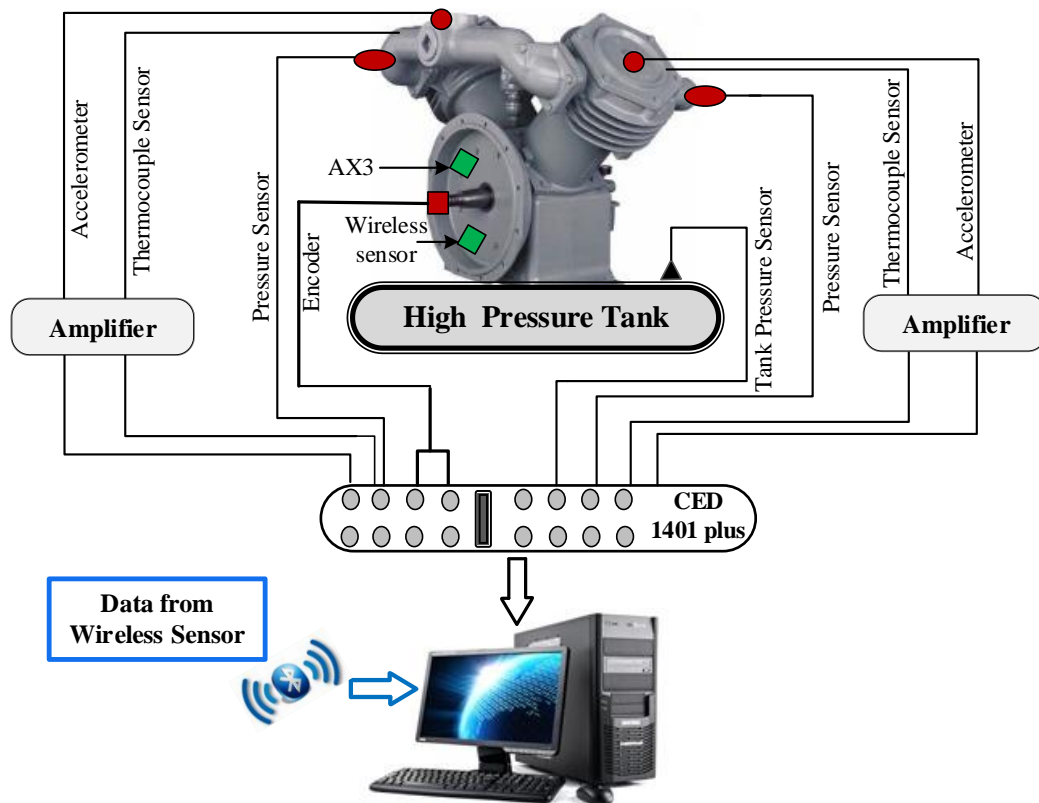 Accelerometer
Thermocouple Sensor
Pressure Sensor
Encoder
AX3
Wireless
sensor
Tank Pressure Sensor
Pressure Sensor
Thermocouple Sensor
Accelerometer
Amplifier
High Pressure Tank
Amplifier
CED
1401 plus
Data from
Wireless Sensor